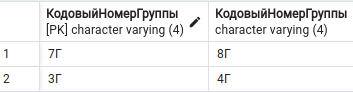 КодовыйНомерГруппы КодовыйНомерГруппы
[PK] character varying (4) character varying (4)
1 7Г 8Г
2 3Г 4Г